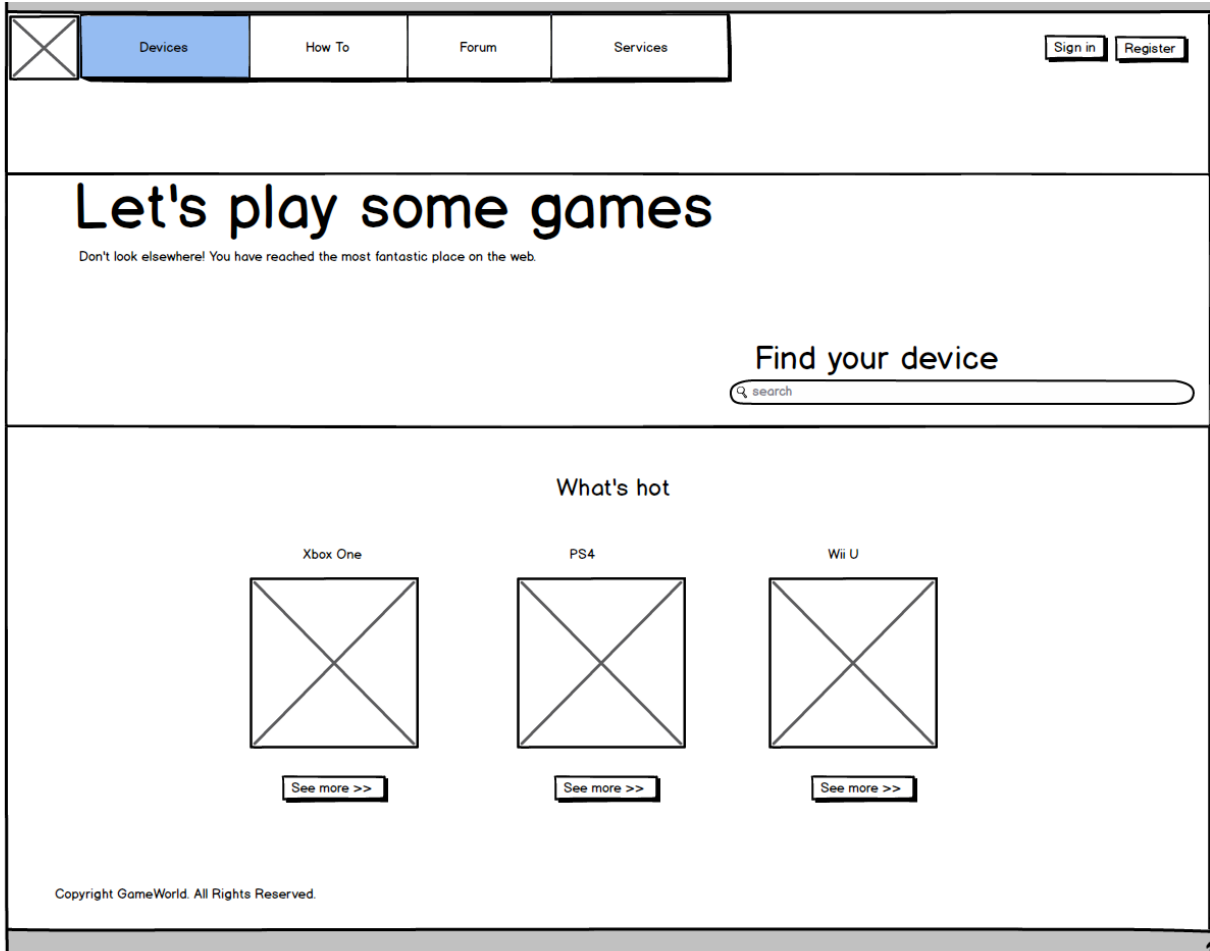 Devices How To Forum Services Sign in Register
Let's play some games
Don't look elsewhere! You have reached the most fantastic place on the web.
Find your device
search
What's hot
Xbox One PS4 Wii U
See more >> See more >> See more >>
Copyright GameWorld. All Rights Reserved.